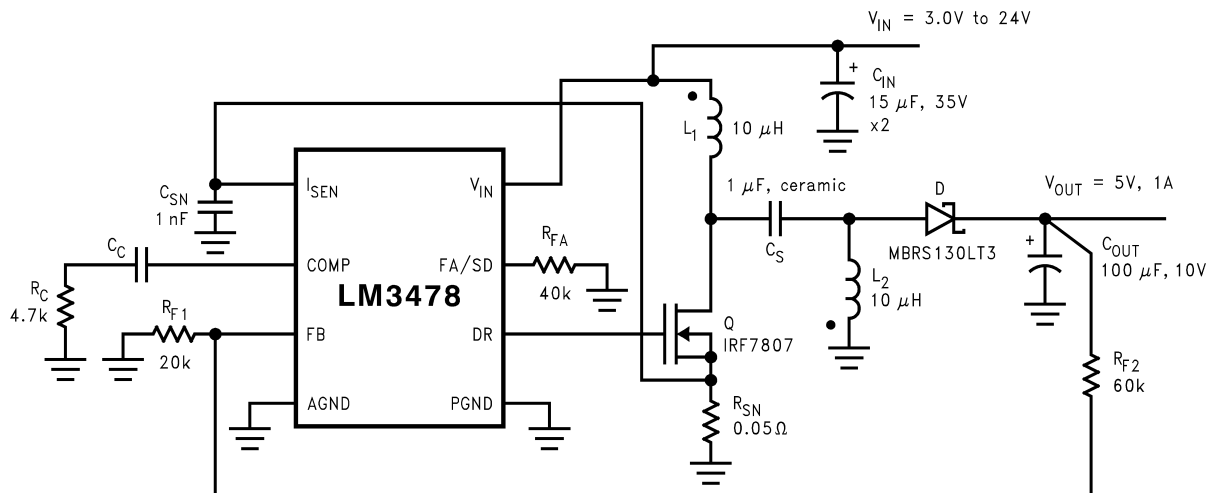 V_IN = 3.0V to 24V
+
C_IN
15 μF, 35V
x2
L_1
10 μH
I_SEN
V_IN
C_SN
1 nF
1 μF, ceramic
C_S
D
MBRS130LT3
V_OUT = 5V, 1A
+
C_OUT
100 μF, 10V
C_C
COMP
FA/SD
R_FA
40k
L_2
10 μH
LM3478
R_C
4.7k
R_F1
20k
FB
DR
Q
IRF7807
R_F2
60k
AGND
PGND
R_SN
0.05Ω